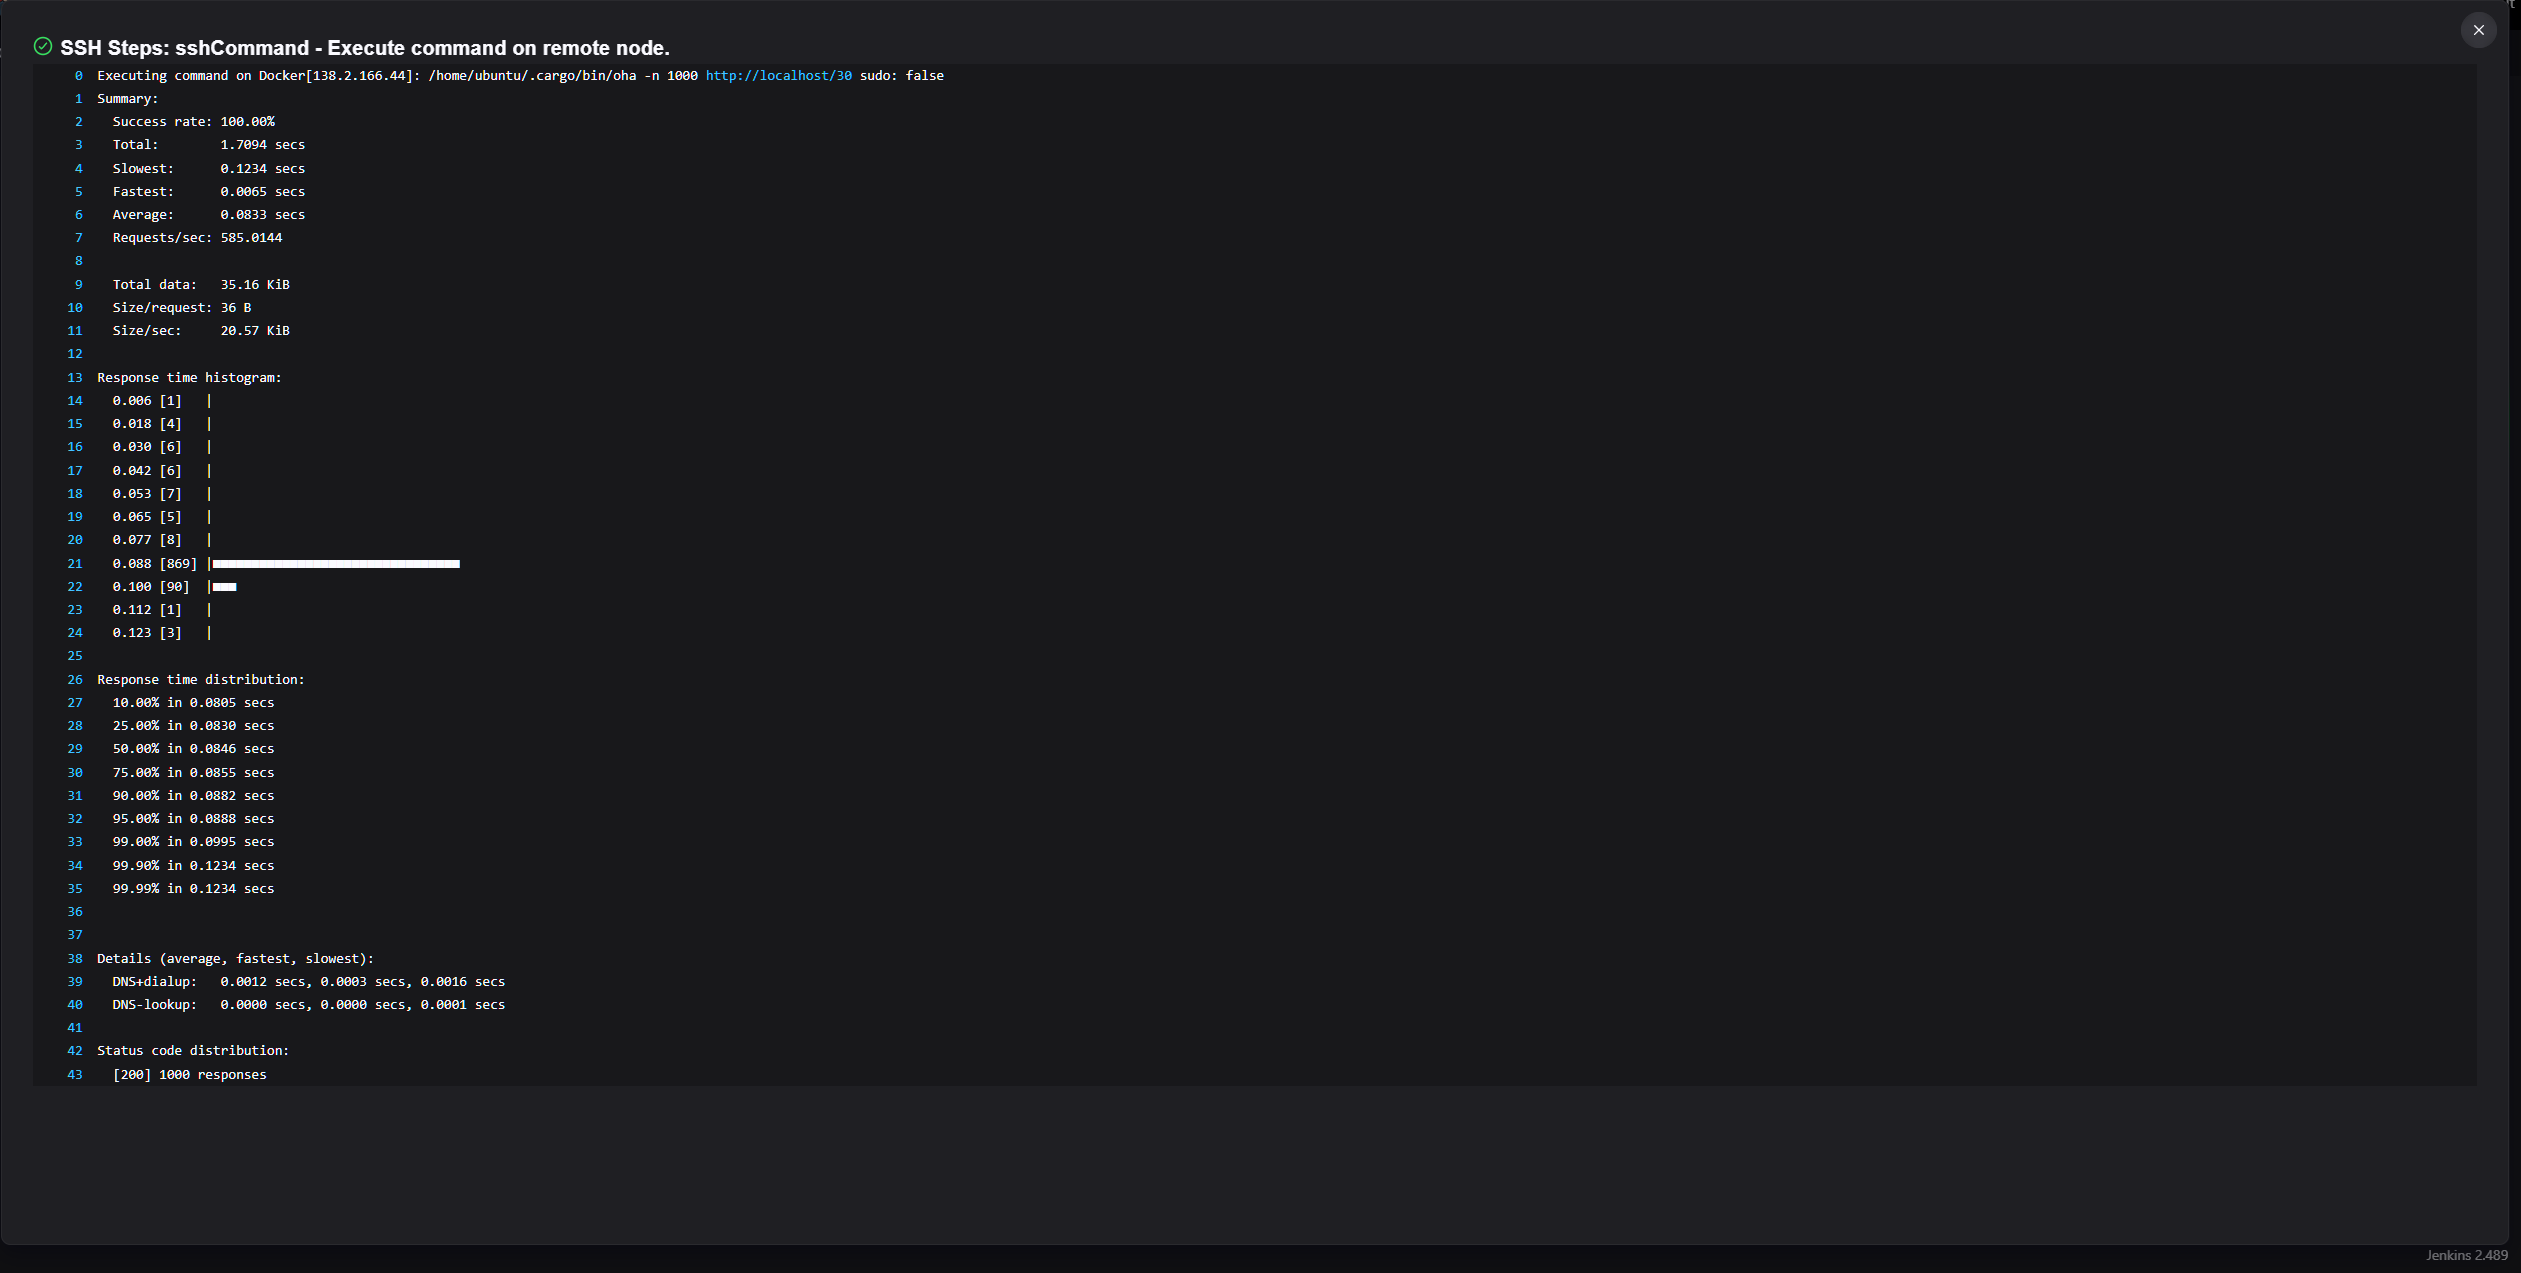 SSH Steps: sshCommand - Execute command on remote node.
0 Executing command on Docker[138.2.166.44]: /home/ubuntu/.cargo/bin/oha -n 1000 http://localhost/30 sudo: false
1 Summary:
2 Success rate: 100.00%
3 Total: 1.7094 secs
4 Slowest: 0.1234 secs
5 Fastest: 0.0065 secs
6 Average: 0.0833 secs
7 Requests/sec: 585.0144
8
9 Total data: 35.16 KiB
10 Size/request: 36 B
11 Size/sec: 20.57 KiB
12
13 Response time histogram:
14 0.006 [1] |
15 0.018 [4] |
16 0.030 [6] |
17 0.042 [6] |
18 0.053 [7] |
19 0.065 [5] |
20 0.077 [8] |
21 0.088 [869] |■■■■■■■■■■■■■■■■■■■■■■■■■■■■■■■■
22 0.100 [90] |■■■
23 0.112 [1] |
24 0.123 [3] |
25
26 Response time distribution:
27 10.00% in 0.0805 secs
28 25.00% in 0.0830 secs
29 50.00% in 0.0846 secs
30 75.00% in 0.0855 secs
31 90.00% in 0.0882 secs
32 95.00% in 0.0888 secs
33 99.00% in 0.0995 secs
34 99.90% in 0.1234 secs
35 99.99% in 0.1234 secs
36
37
38 Details (average, fastest, slowest):
39 DNS+dialup: 0.0012 secs, 0.0003 secs, 0.0016 secs
40 DNS-lookup: 0.0000 secs, 0.0000 secs, 0.0001 secs
41
42 Status code distribution:
43 [200] 1000 responses
Jenkins 2.489